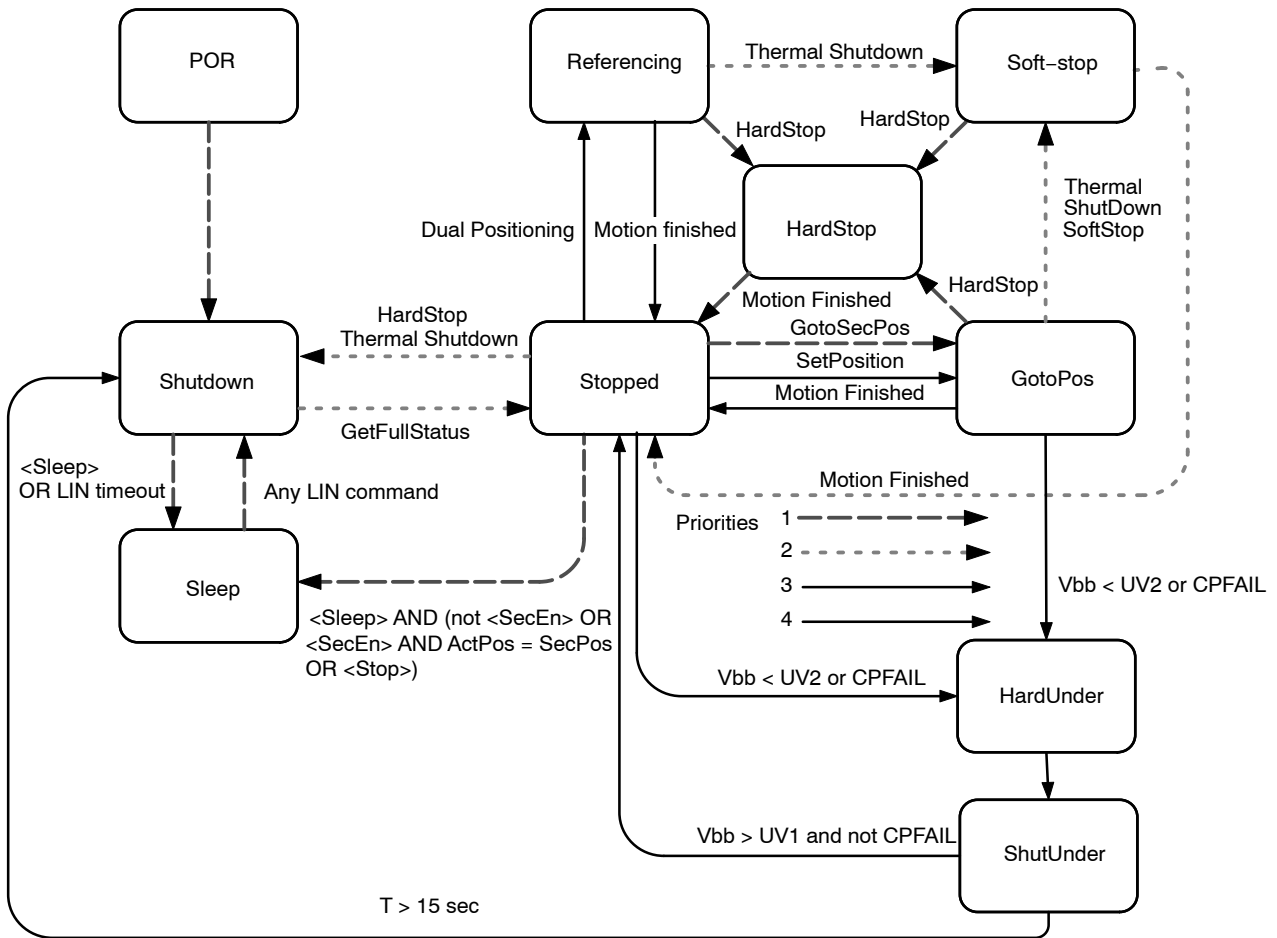 POR
Referencing
Thermal Shutdown
Soft−stop
HardStop
HardStop
Thermal
ShutDown
SoftStop
HardStop
Dual Positioning
Motion finished
HardStop
Motion Finished
HardStop
Thermal Shutdown
GotoSecPos
SetPosition
Motion Finished
Shutdown
Stopped
GotoPos
GetFullStatus
<Sleep>
OR LIN timeout
Any LIN command
Motion Finished
Priorities
1
2
3
4
Sleep
Vbb < UV2 or CPFAIL
<Sleep> AND (not <SecEn> OR
<SecEn> AND ActPos = SecPos
OR <Stop>)
Vbb < UV2 or CPFAIL
HardUnder
Vbb > UV1 and not CPFAIL
ShutUnder
T > 15 sec